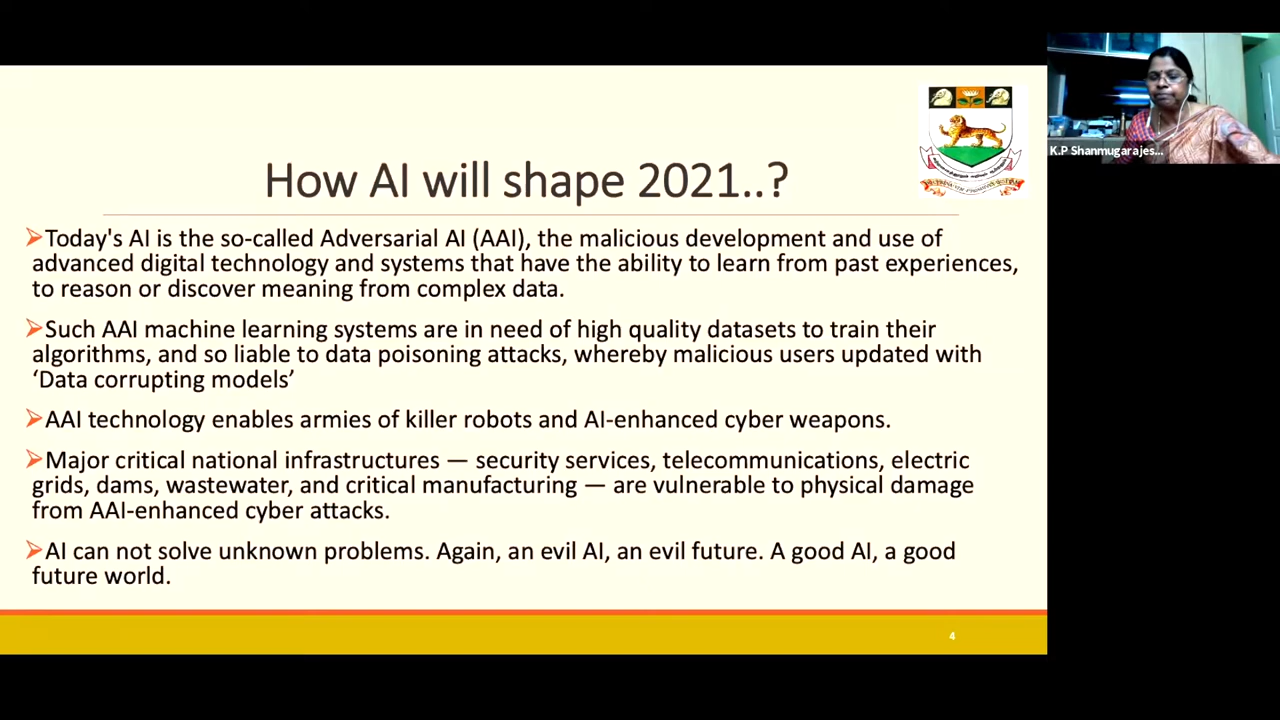 How AI will shape 2021..?
➢Today's AI is the so-called Adversarial AI (AAI), the malicious development and use of
advanced digital technology and systems that have the ability to learn from past experiences,
to reason or discover meaning from complex data.
➢Such AAI machine learning systems are in need of high quality datasets to train their
algorithms, and so liable to data poisoning attacks, whereby malicious users updated with
‘Data corrupting models’
➢AAI technology enables armies of killer robots and AI-enhanced cyber weapons.
➢Major critical national infrastructures — security services, telecommunications, electric
grids, dams, wastewater, and critical manufacturing — are vulnerable to physical damage
from AAI-enhanced cyber attacks.
➢AI can not solve unknown problems. Again, an evil AI, an evil future. A good AI, a good
future world.
4
K.P Shanmugarajes...